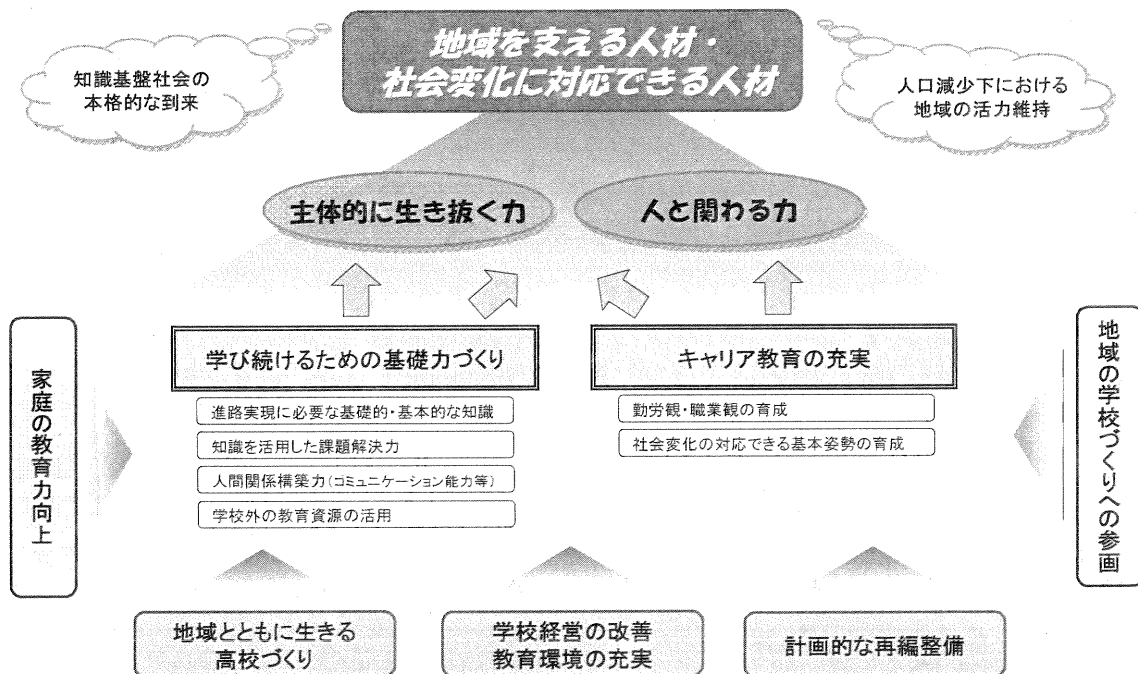 地域を支える人材・
社会変化に対応できる人材
知識基盤社会の
本格的な到来
人口減少下における
地域の活力維持
主体的に生き抜く力
人と関わる力
学び続けるための基礎力づくり
キャリア教育の充実
進路実現に必要な基礎的・基本的な知識
知識を活用した課題解決力
人間関係構築力(コミュニケーション能力等)
学校外の教育資源の活用
勤労観・職業観の育成
社会変化の対応できる基本姿勢の育成
家庭の教育力向上
地域の学校づくりへの参画
地域とともに生きる
高校づくり
学校経営の改善
教育環境の充実
計画的な再編整備